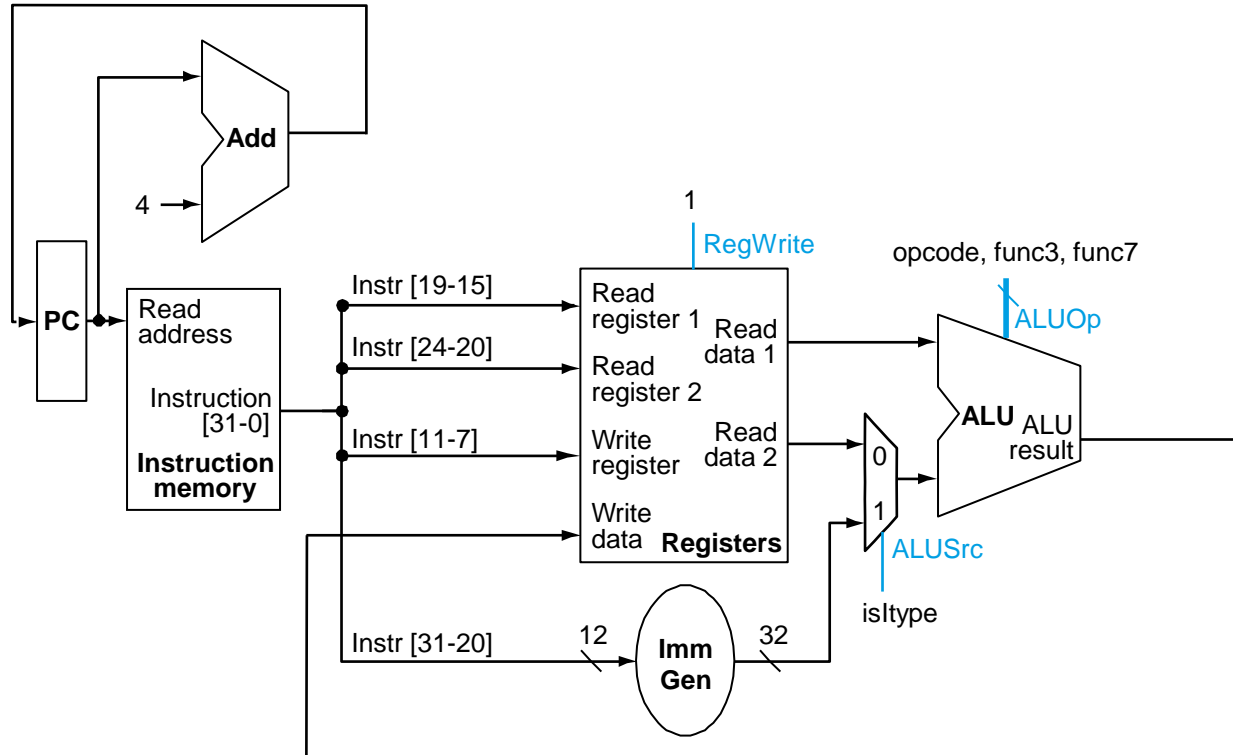 Add
4
1
RegWrite
opcode, func3, func7
ALUOp
PC
Read
address
Instruction
[31-0]
Instruction
memory
Instr [19-15]
Instr [24-20]
Instr [11-7]
Read
register 1
Read
data 1
Read
register 2
Write
register
Read
data 2
Write
data
Registers
0
1
ALUSrc
isItype
ALU
ALU
result
Instr [31-20]
12
Imm
Gen
32